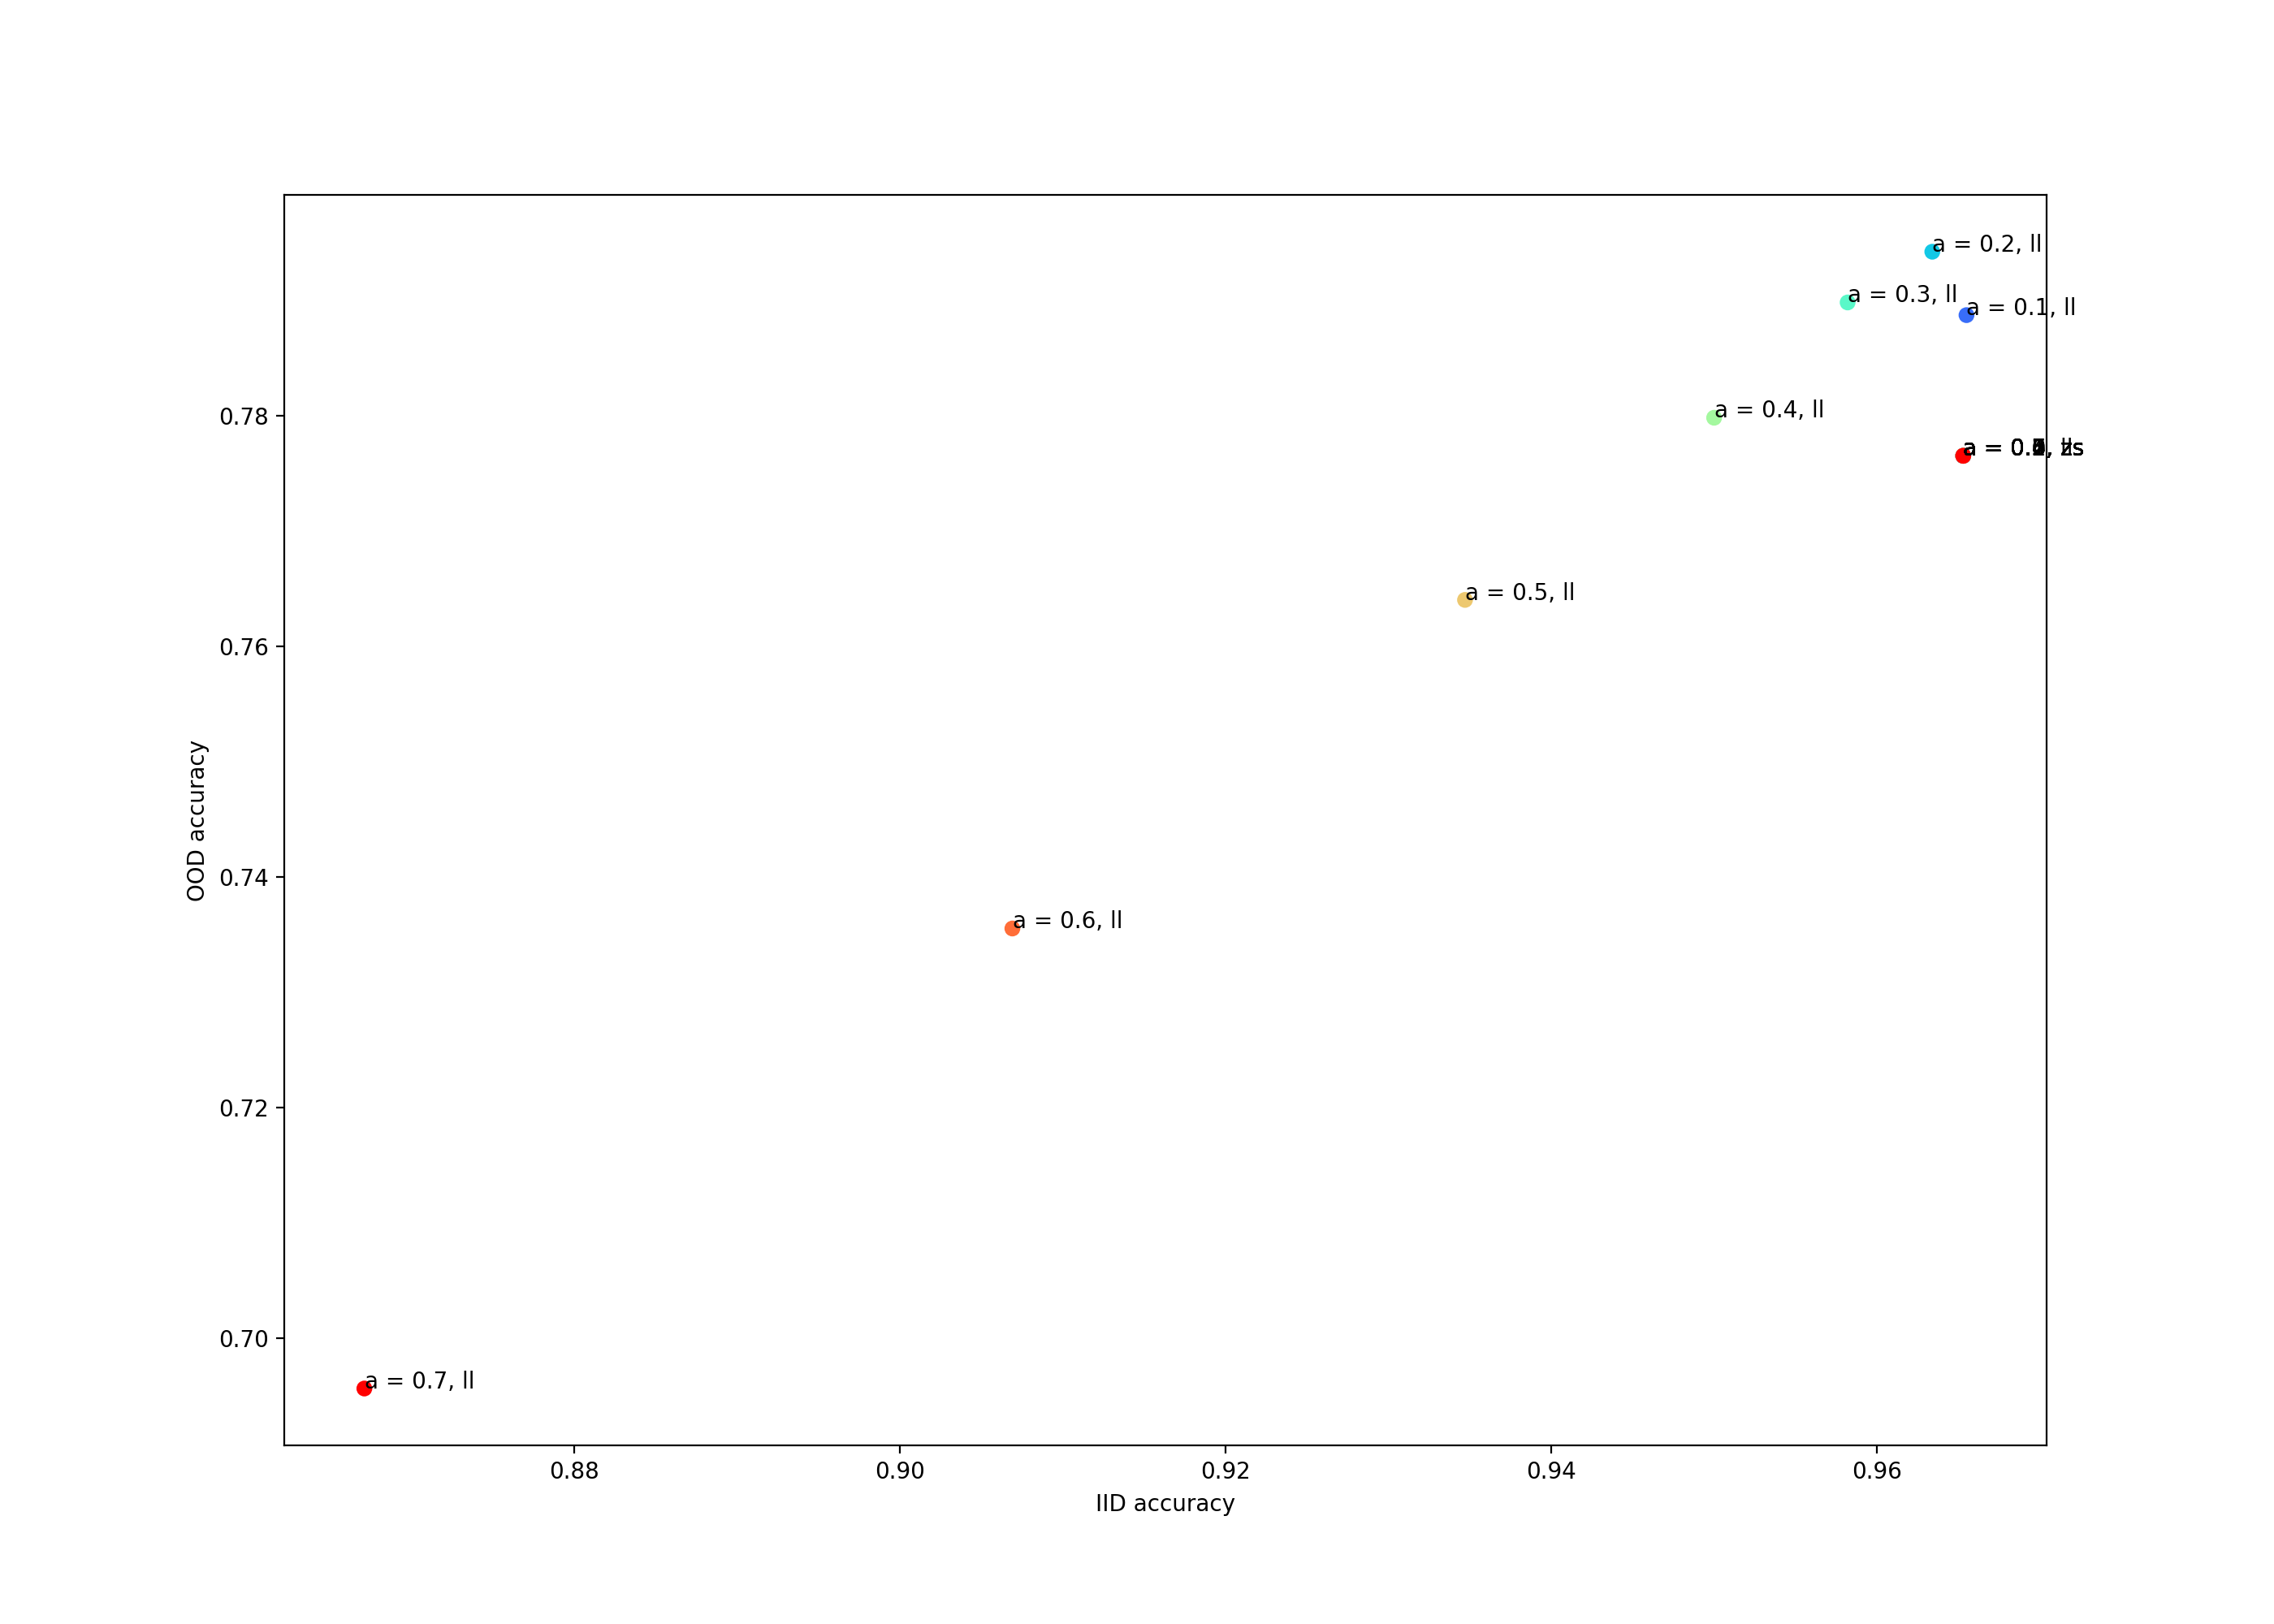 a = 0.2, ll
a = 0.3, ll
a = 0.1, ll
0.78
a = 0.4, ll
a = 0.
0.76
a = 0.5, ll
0.74
a = 0.6, ll
0.72
0.70
a = 0.7, ll
OOD accuracy
0.88 0.90 0.92 0.94 0.96
IID accuracy